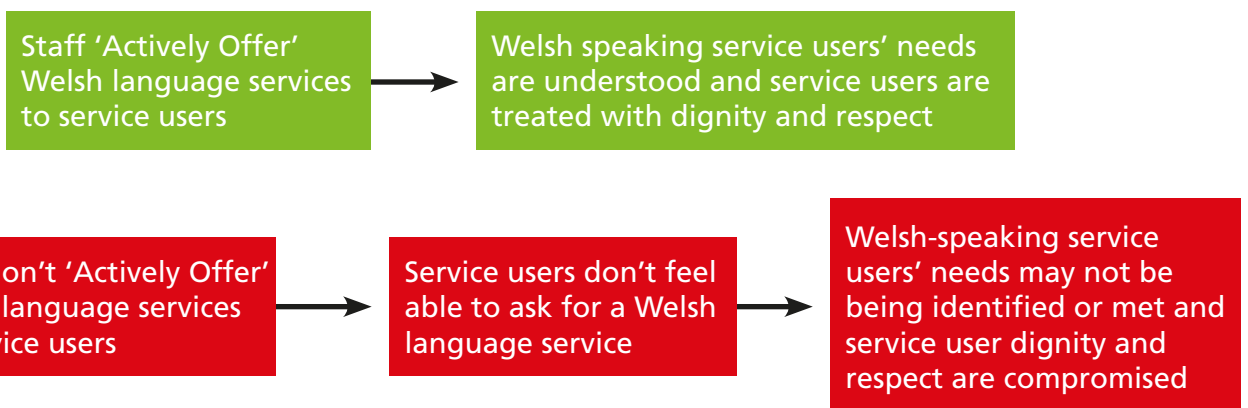 Staff ‘Actively Offer’
Welsh language services
to service users
Welsh speaking service users’ needs
are understood and service users are
treated with dignity and respect
on’t ‘Actively Offer’
language services
vice users
Service users don’t feel
able to ask for a Welsh
language service
Welsh-speaking service
users’ needs may not be
being identified or met and
service user dignity and
respect are compromised